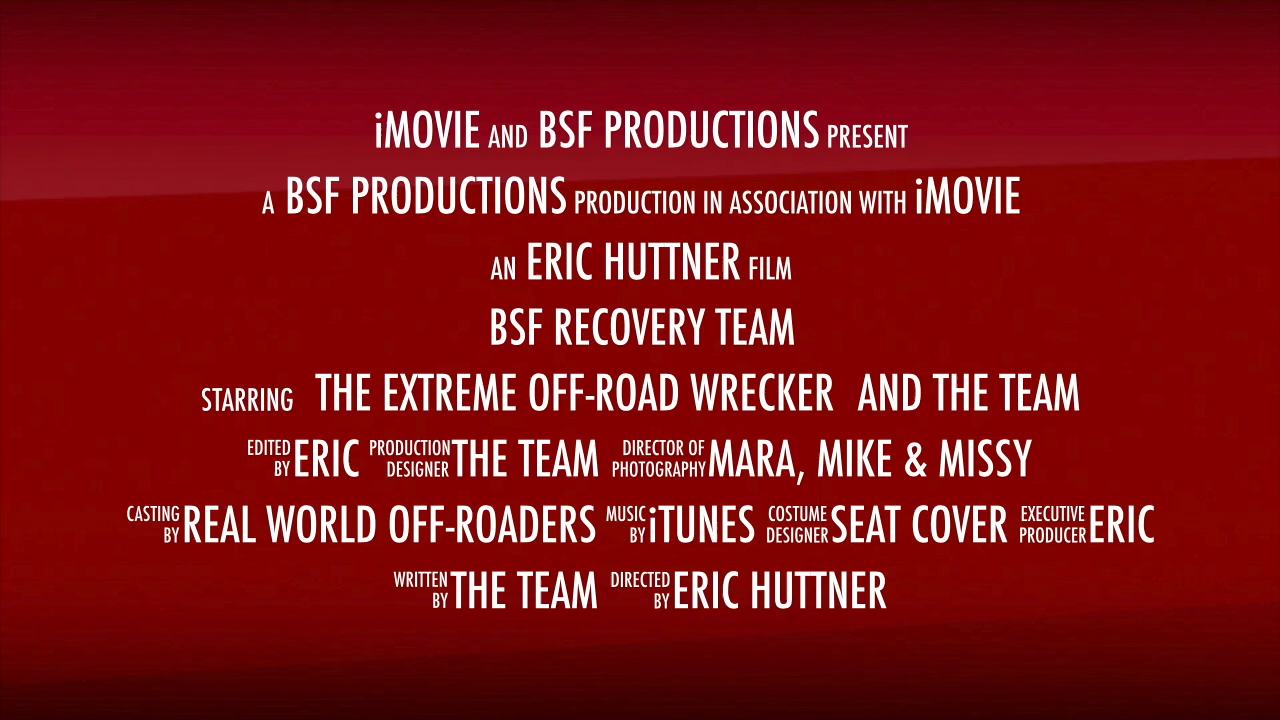 iMOVIE AND BSF PRODUCTIONS PRESENT
A BSF PRODUCTIONS PRODUCTION IN ASSOCIATION WITH iMOVIE
AN ERIC HUTTNER FILM
BSF RECOVERY TEAM
STARRING THE EXTREME OFF-ROAD WRECKER AND THE TEAM
EDITED BY ERIC PRODUCTION DESIGNER THE TEAM DIRECTOR OF PHOTOGRAPHY MARA, MIKE & MISSY
CASTING BY REAL WORLD OFF-ROADERS MUSIC BY iTUNES COSTUME DESIGNER SEAT COVER EXECUTIVE PRODUCER ERIC
WRITTEN BY THE TEAM DIRECTED BY ERIC HUTTNER